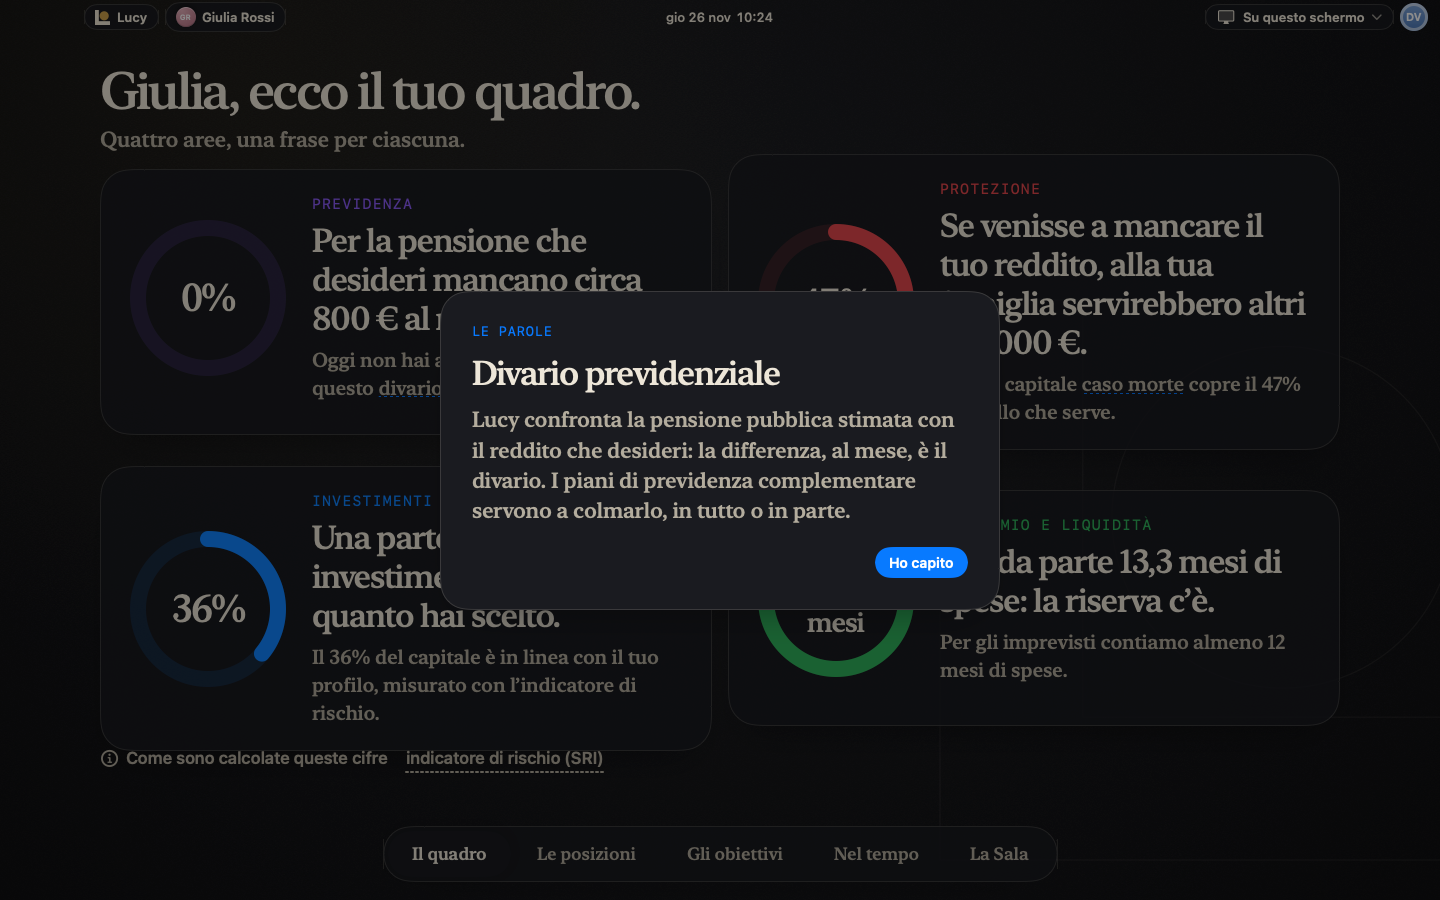 Lucy
GR
Giulia Rossi
gio 26 nov 10:24
Su questo schermo
DV
Giulia, ecco il tuo quadro.
Quattro aree, una frase per ciascuna.
PREVIDENZA
0%
Per la pensione che
desideri mancano circa
800 € al
Oggi non hai
questo divario
PROTEZIONE
Se venisse a mancare il
tuo reddito, alla tua
servirebbero altri
000 €.
capitale caso morte copre il 47%
che serve.
LE PAROLE
Divario previdenziale
Lucy confronta la pensione pubblica stimata con
il reddito che desideri: la differenza, al mese, è il
divario. I piani di previdenza complementare
servono a colmarlo, in tutto o in parte.
Ho capito
INVESTIMENTI
36%
Una parte
quanto hai scelto.
Il 36% del capitale è in linea con il tuo
profilo, misurato con l’indicatore di
rischio.
E LIQUIDITÀ
da parte 13,3 mesi di
spese: la riserva c’è.
mesi
Per gli imprevisti contiamo almeno 12
mesi di spese.
Come sono calcolate queste cifre
indicatore di rischio (SRI)
Il quadro
Le posizioni
Gli obiettivi
Nel tempo
La Sala